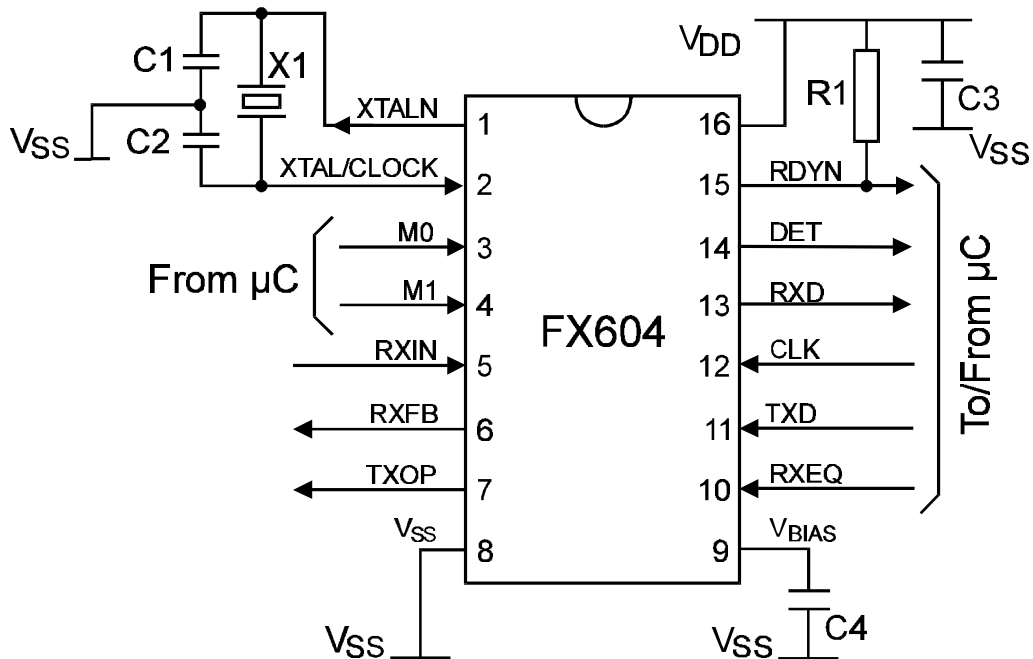 C1
X1
C2
VSS
XTALN
1
XTAL/CLOCK
2
From µC
M0
3
M1
4
RXIN
5
RXFB
6
TXOP
7
VSS
8
VSS
FX604
VDD
16
R1
C3
VSS
15
RDYN
14
DET
13
RXD
12
CLK
11
TXD
10
RXEQ
9
VBIAS
To/From µC
C4
VSS